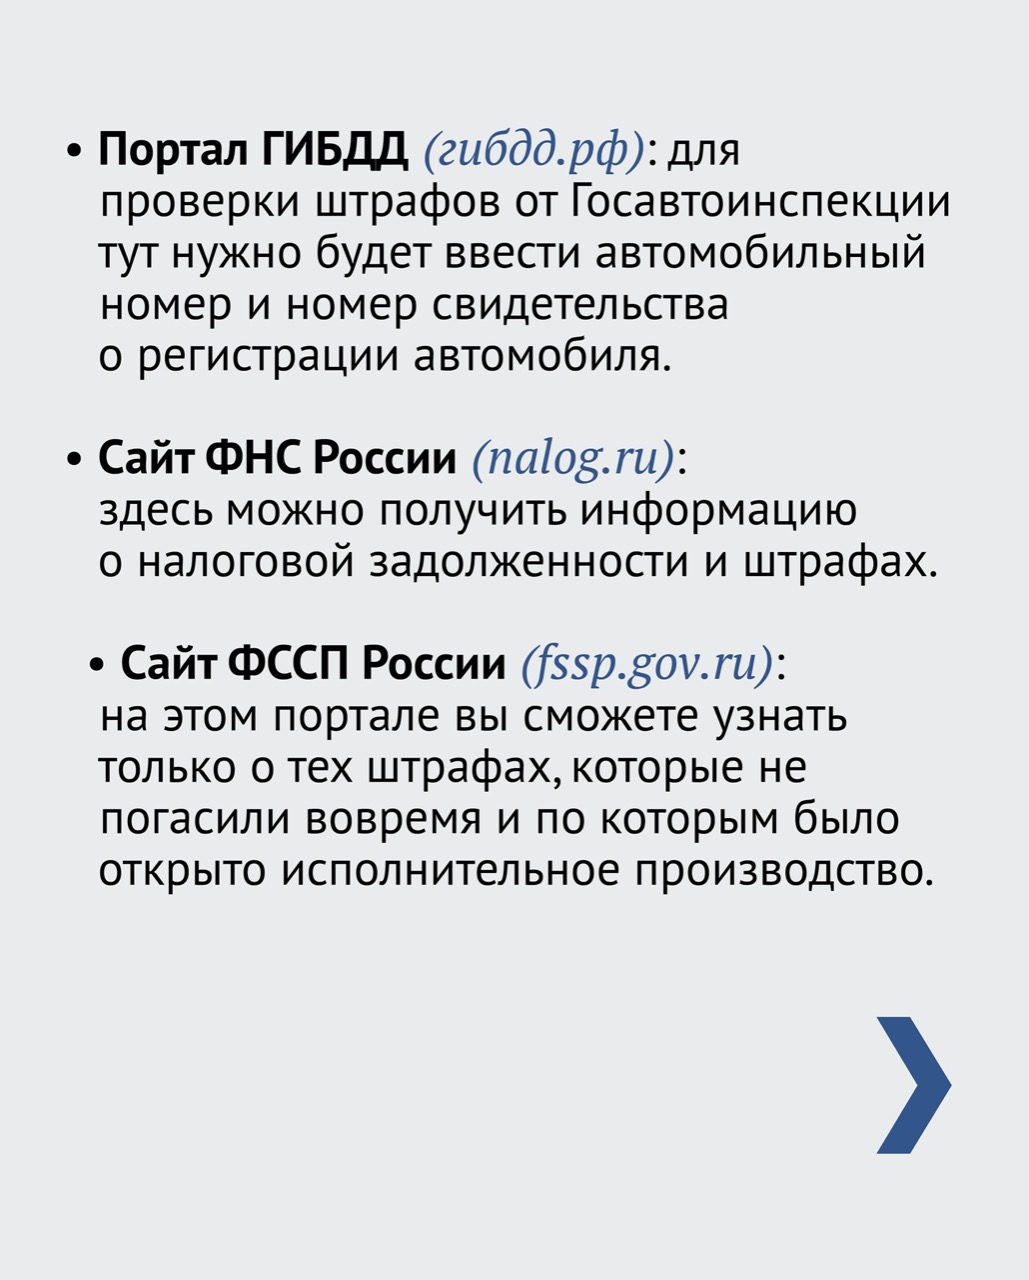 • Портал ГИБДД (гибдд.рф): для
проверки штрафов от Госавтоинспекции
тут нужно будет ввести автомобильный
номер и номер свидетельства
о регистрации автомобиля.
• Сайт ФНС России (nalog.ru):
здесь можно получить информацию
о налоговой задолженности и штрафах.
• Сайт ФССП России (fssp.gov.ru):
на этом портале вы сможете узнать
только о тех штрафах, которые не
погасили вовремя и по которым было
открыто исполнительное производство.